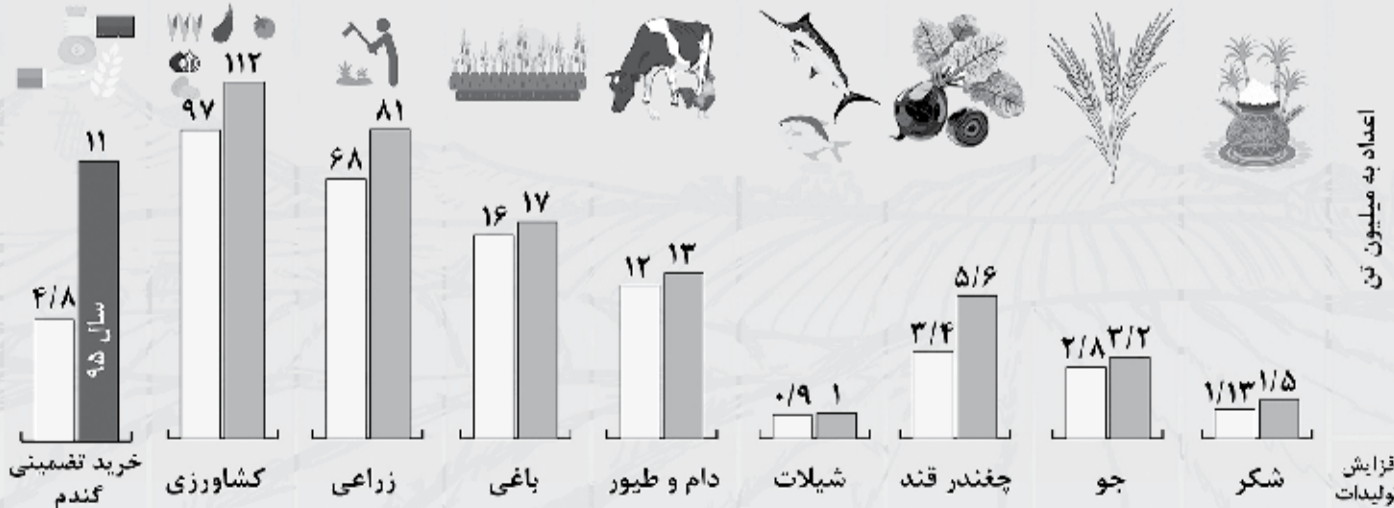 اعداد به میلیون تن
۱/۱۳ ۱/۵
شکر
۲/۸ ۳/۲
جو
۳/۴ ۵/۶
چغندر قند
۰/۹ ۱
شیلات
۱۲ ۱۳
دام و طیور
۱۶ ۱۷
باغی
۶۸ ۸۱
زراعی
۹۷ ۱۱۲
کشاورزی
۴/۸ ۱۱
سال ۹۵
خرید تضمینی
گندم
فزایش
تولیدات